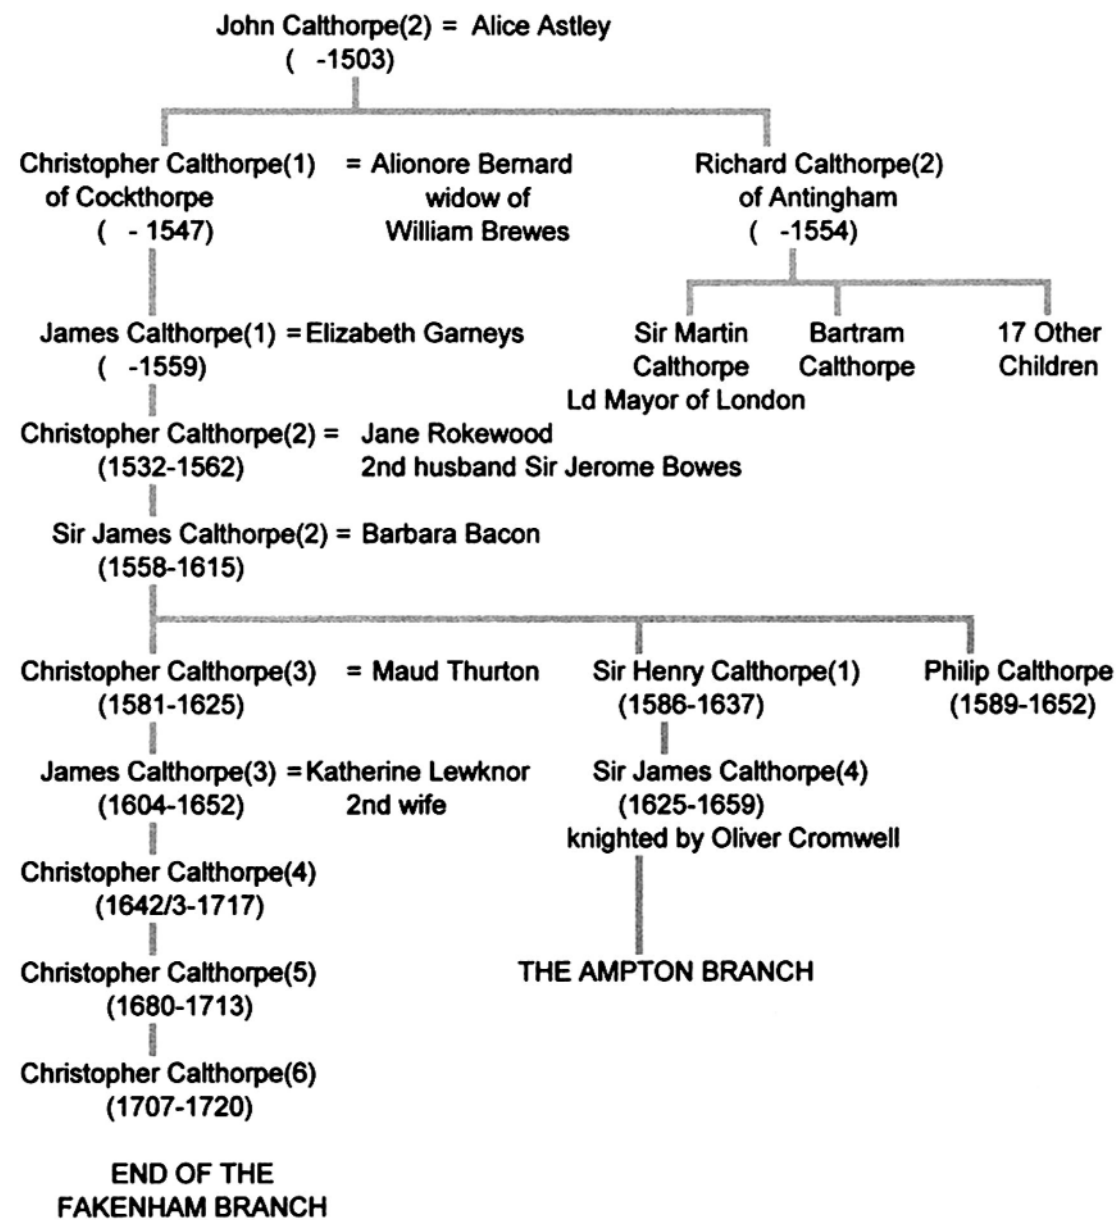 John Calthorpe(2) = Alice Astley
( -1503)
Christopher Calthorpe(1) = Alionore Bernard Richard Calthorpe(2)
of Cockthorpe widow of of Antingham
( - 1547) William Brewes ( -1554)
James Calthorpe(1) = Elizabeth Garneys Sir Martin Bartram 17 Other
( -1559) Calthorpe Calthorpe Children
Ld Mayor of London
Christopher Calthorpe(2) = Jane Rokewood
(1532-1562) 2nd husband Sir Jerome Bowes
Sir James Calthorpe(2) = Barbara Bacon
(1558-1615)
Christopher Calthorpe(3) = Maud Thurton Sir Henry Calthorpe(1) Philip Calthorpe
(1581-1625) (1586-1637) (1589-1652)
James Calthorpe(3) = Katherine Lewknor Sir James Calthorpe(4)
(1604-1652) 2nd wife (1625-1659)
knighted by Oliver Cromwell
Christopher Calthorpe(4)
(1642/3-1717)
Christopher Calthorpe(5) THE AMPTON BRANCH
(1680-1713)
Christopher Calthorpe(6)
(1707-1720)
END OF THE
FAKENHAM BRANCH